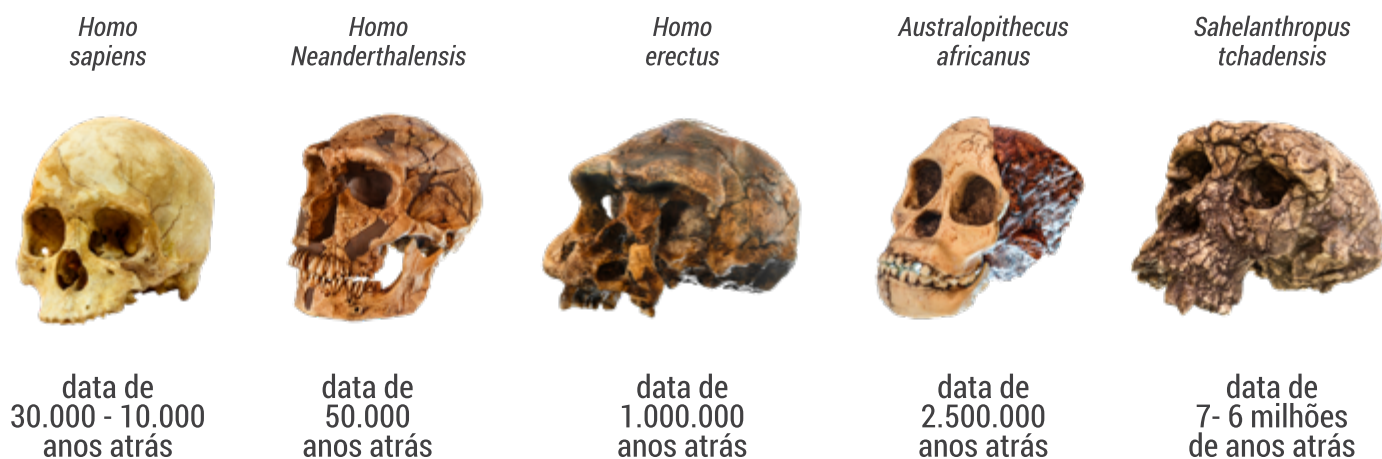 Homo
sapiens
Homo
Neanderthalensis
Homo
erectus
Australopithecus
africanus
Sahelanthropus
tchadensis
data de
30.000 - 10.000
anos atrás
data de
50.000
anos atrás
data de
1.000.000
anos atrás
data de
2.500.000
anos atrás
data de
7- 6 milhões
de anos atrás